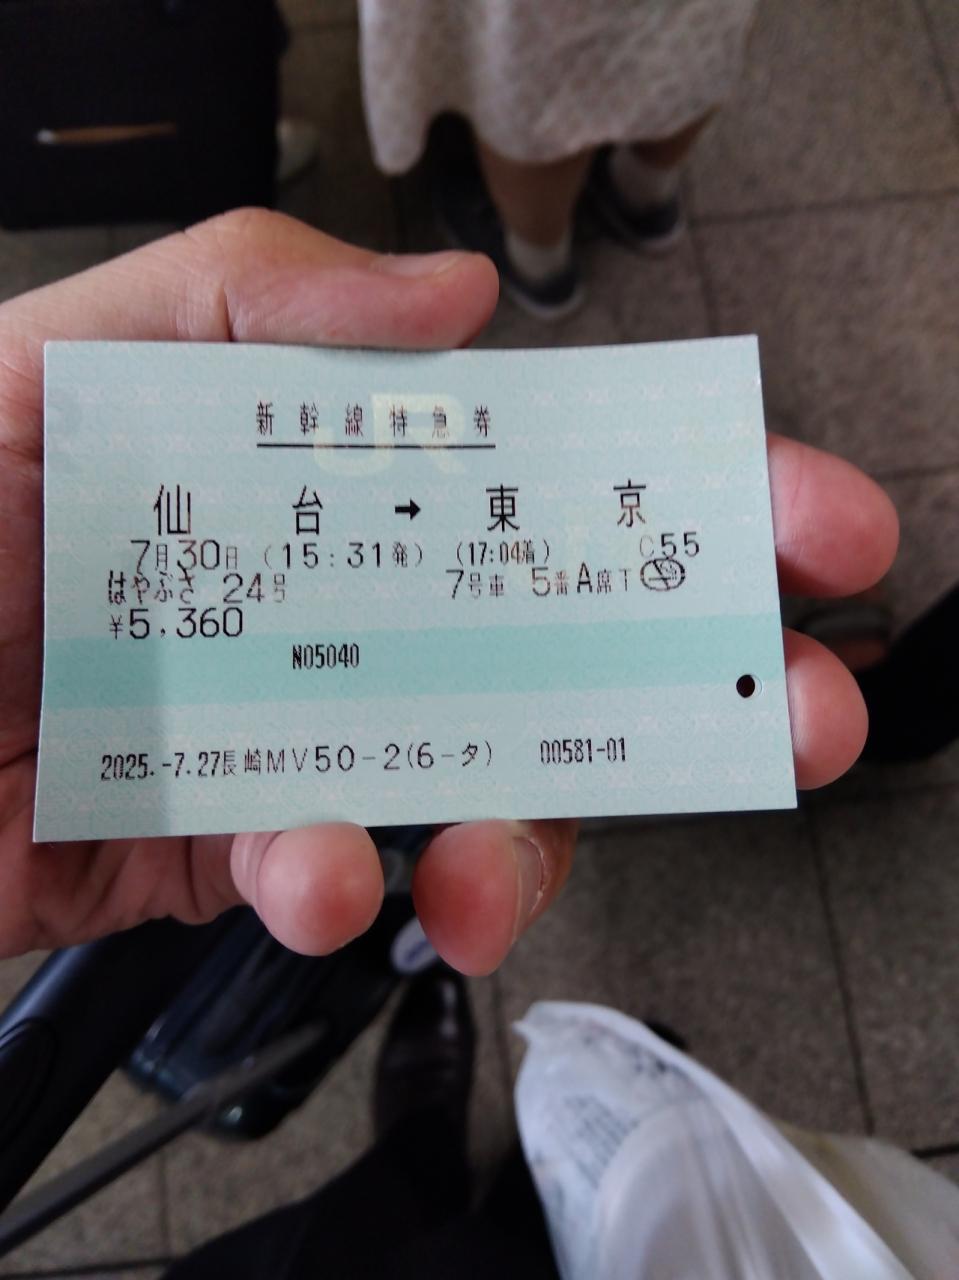 新幹線特急券
仙台→東京
7月30日 (15:31発) (17:04着) C55
はやぶさ 24号 7号車 5番A席
¥5,360
N05040
2025.-7.27長崎MV50-2(6-タ) 00581-01